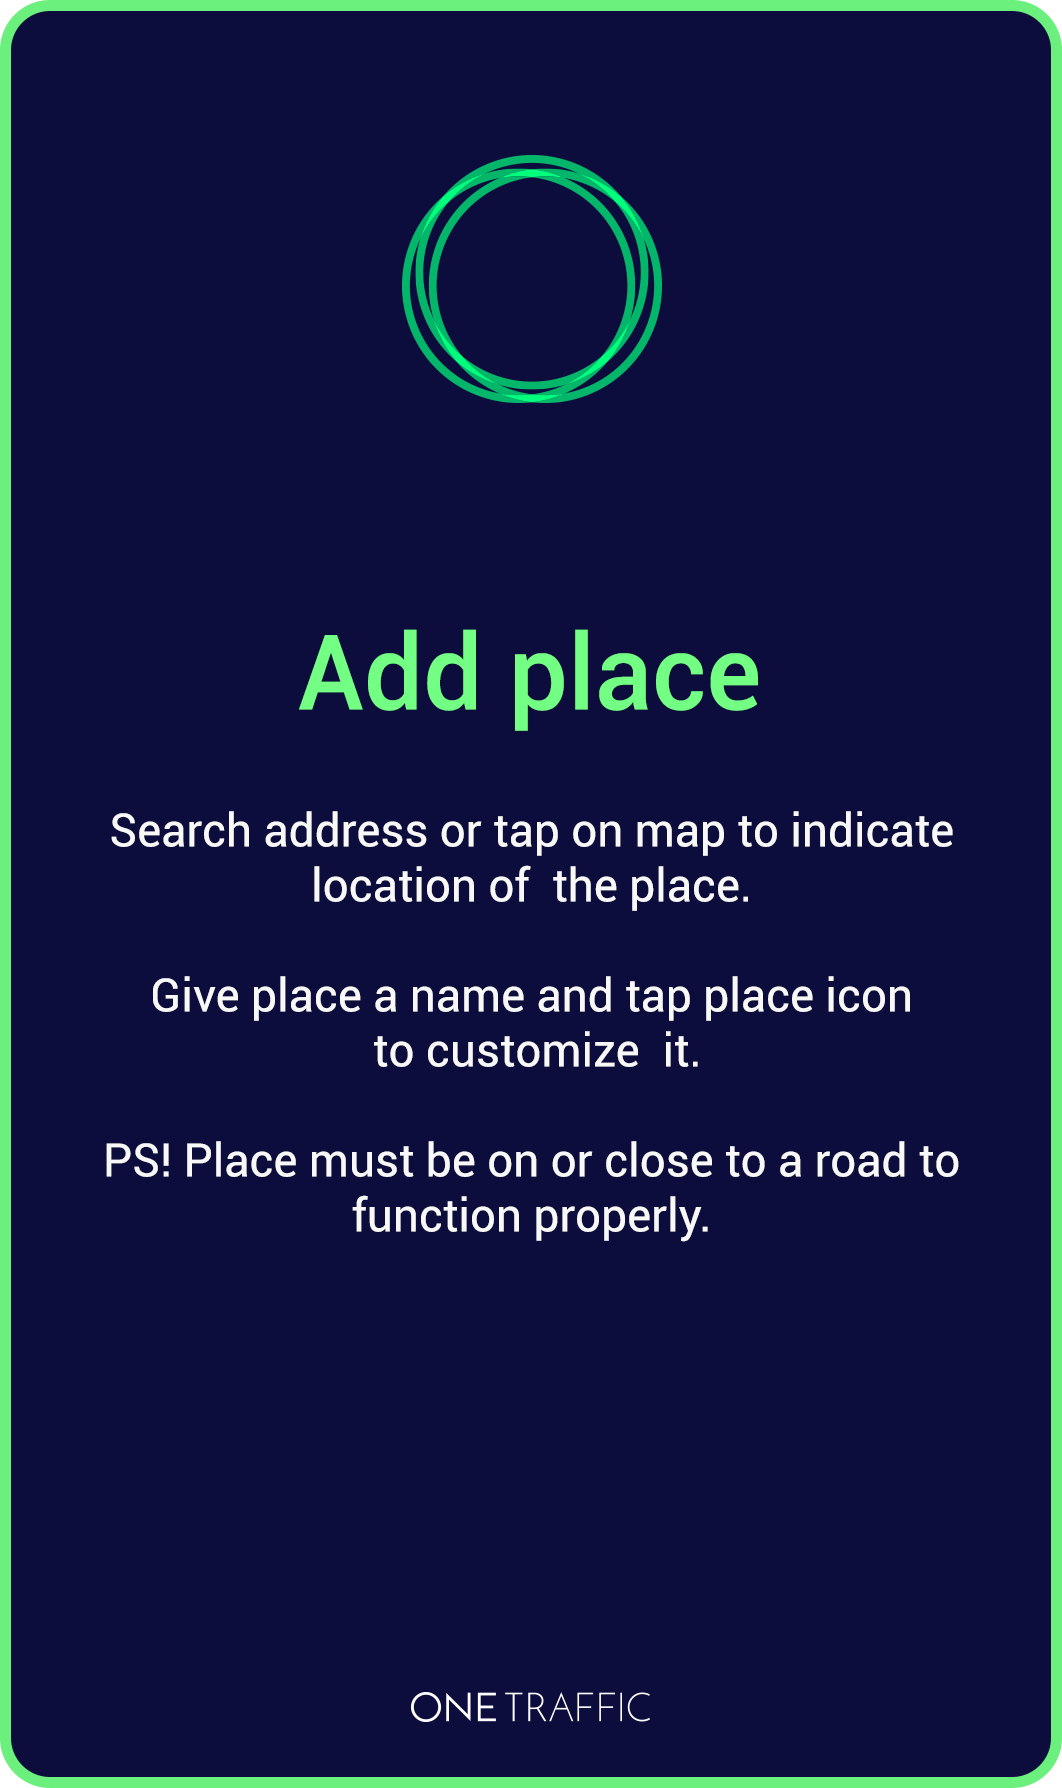 Add place
Search address or tap on map to indicate
location of  the place.
Give place a name and tap place icon
to customize  it.
PS! Place must be on or close to a road to
function properly.
ONETRAFFIC